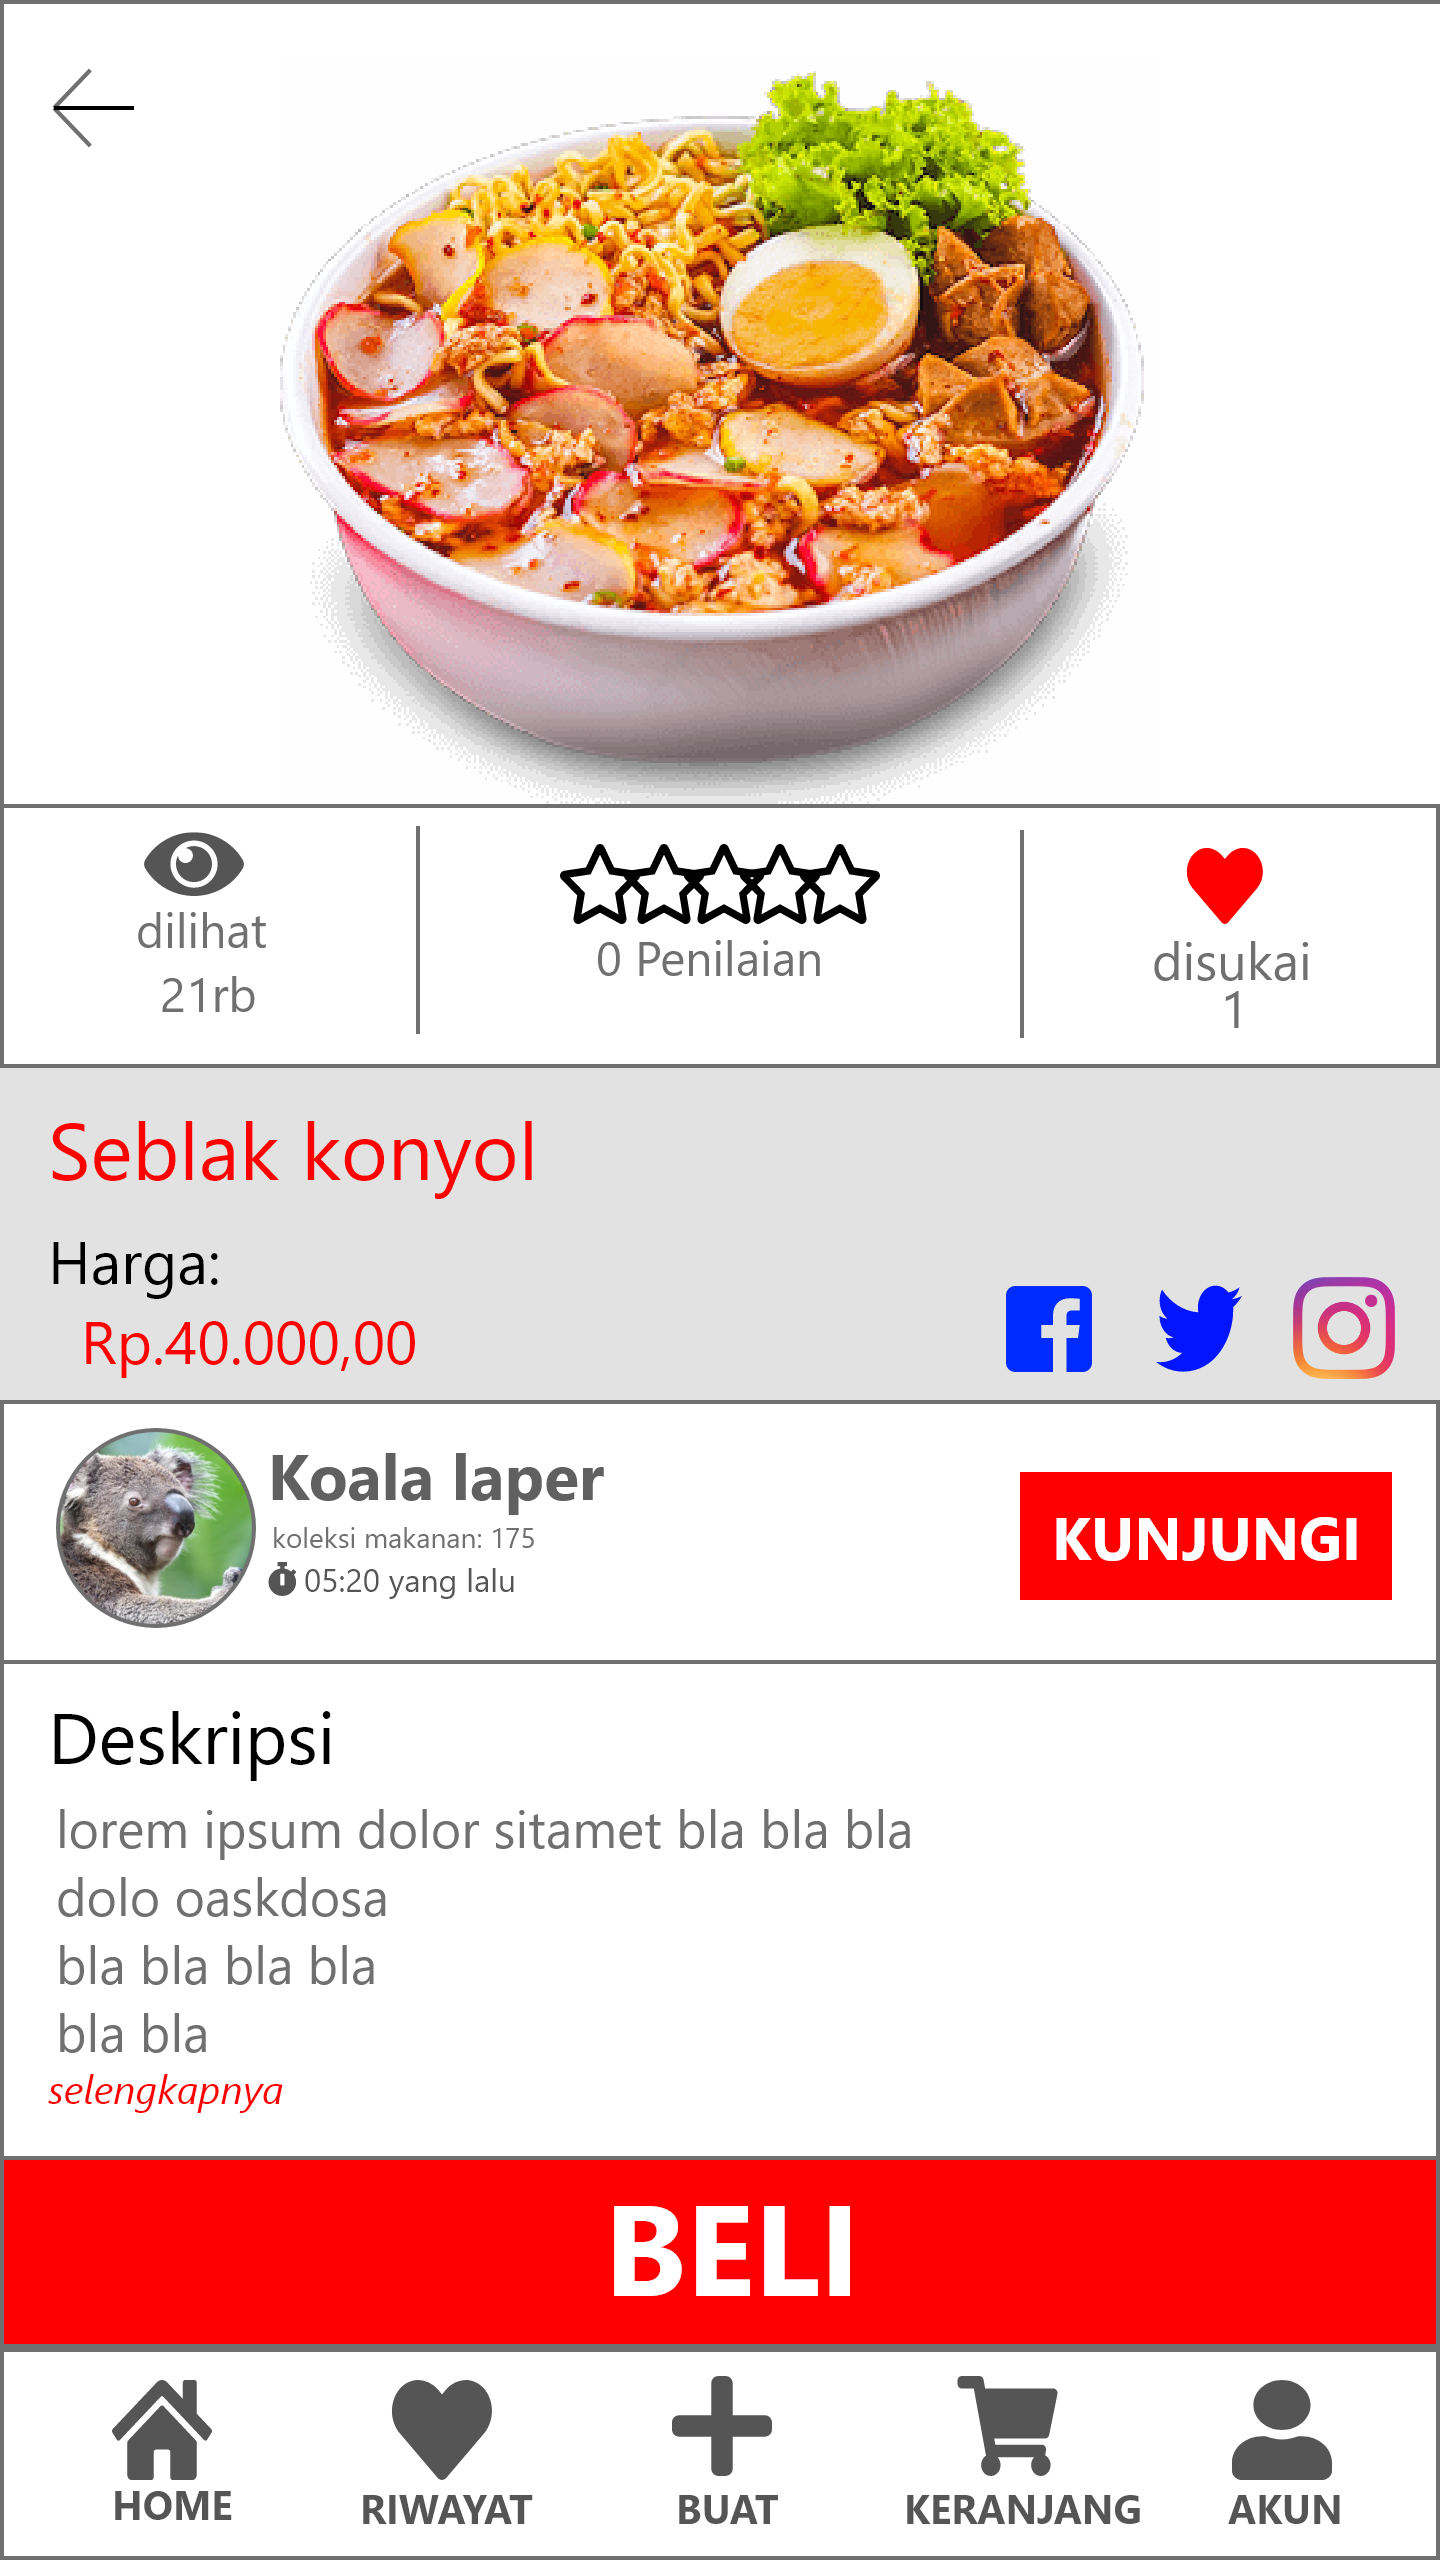 dilihat
21rb
0 Penilaian
disukai
1
Seblak konyol
Harga:
Rp.40.000,00
Koala laper
koleksi makanan: 175
05:20 yang lalu
KUNJUNGI
Deskripsi
lorem ipsum dolor sitamet bla bla bla
dolo oaskdosa
bla bla bla bla
bla bla
selengkapnya
BELI
HOME
RIWAYAT
BUAT
KERANJANG
AKUN